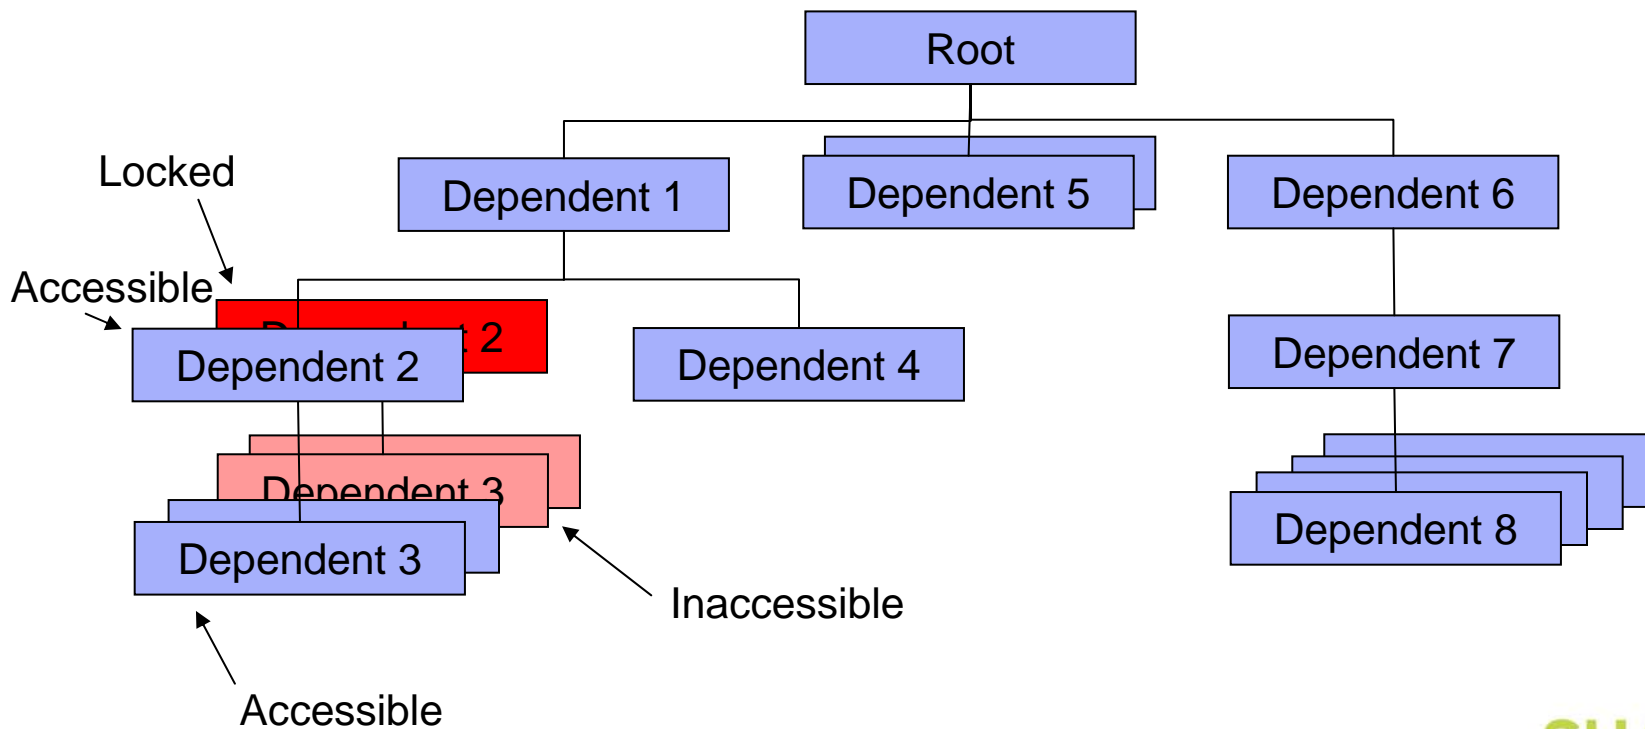 Root
Locked
Dependent 1
Dependent 5
Dependent 6
Accessible
2
Dependent 2
Dependent 4
Dependent 7
Dependent 3
Dependent 3
Dependent 8
Inaccessible
Accessible